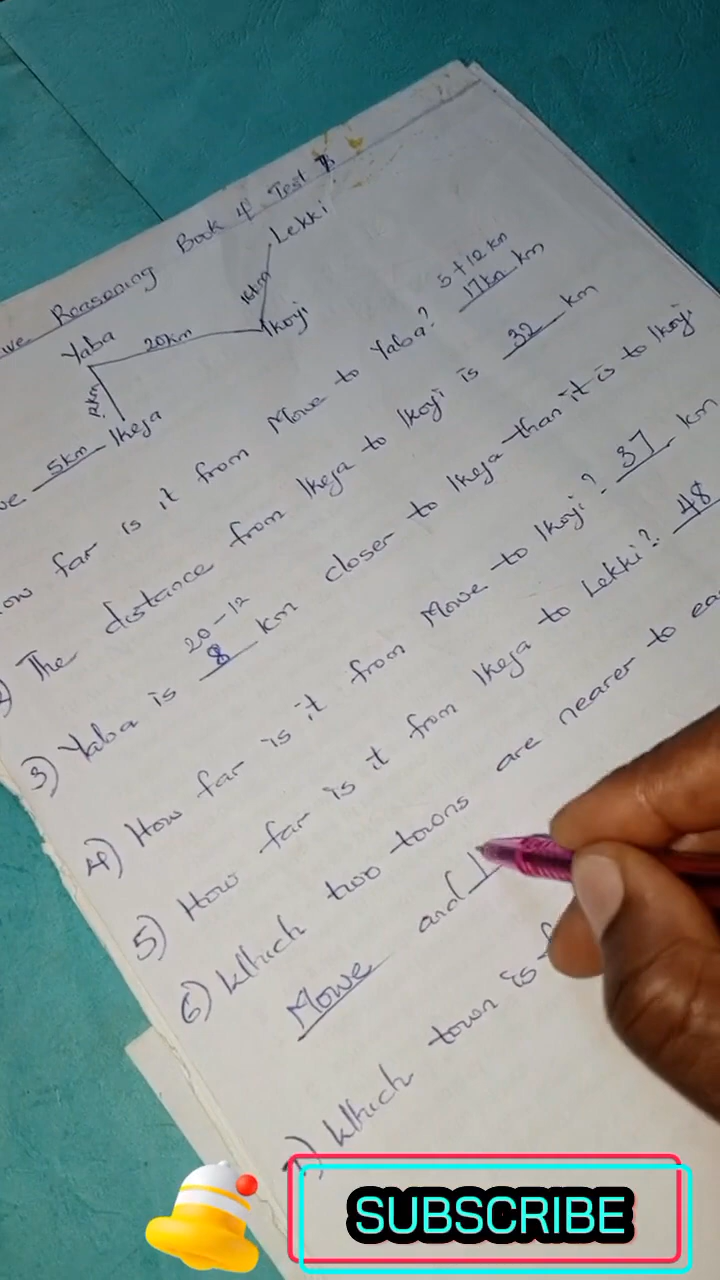 ive Reasoning Book 4 Test
Lekki
16km
Yaba 20km Ikoyi
12km
ve 5km Ikeja
5 + 12 km
ow far is it from Mowe to Yaba? 17km km
The distance from Ikeja to Ikoyi is 32 km
20 - 12
3) Yaba is 8 km closer to Ikeja than it is to Ikoyi
4) How far is it from Mowe to Ikoyi? 37 km
5) How far is it from Ikeja to Lekki? 48
6) Which two towns are nearer to ea
Mowe and I
7) Which town is f
SUBSCRIBE